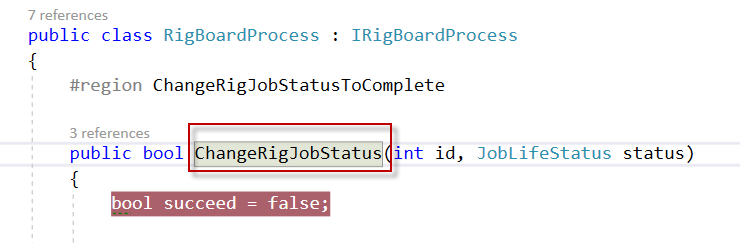 7 references
public class RigBoardProcess : IRigBoardProcess
{
#region ChangeRigJobStatusToComplete
3 references
public bool ChangeRigJobStatus(int id, JobLifeStatus status)
{
bool succeed = false;